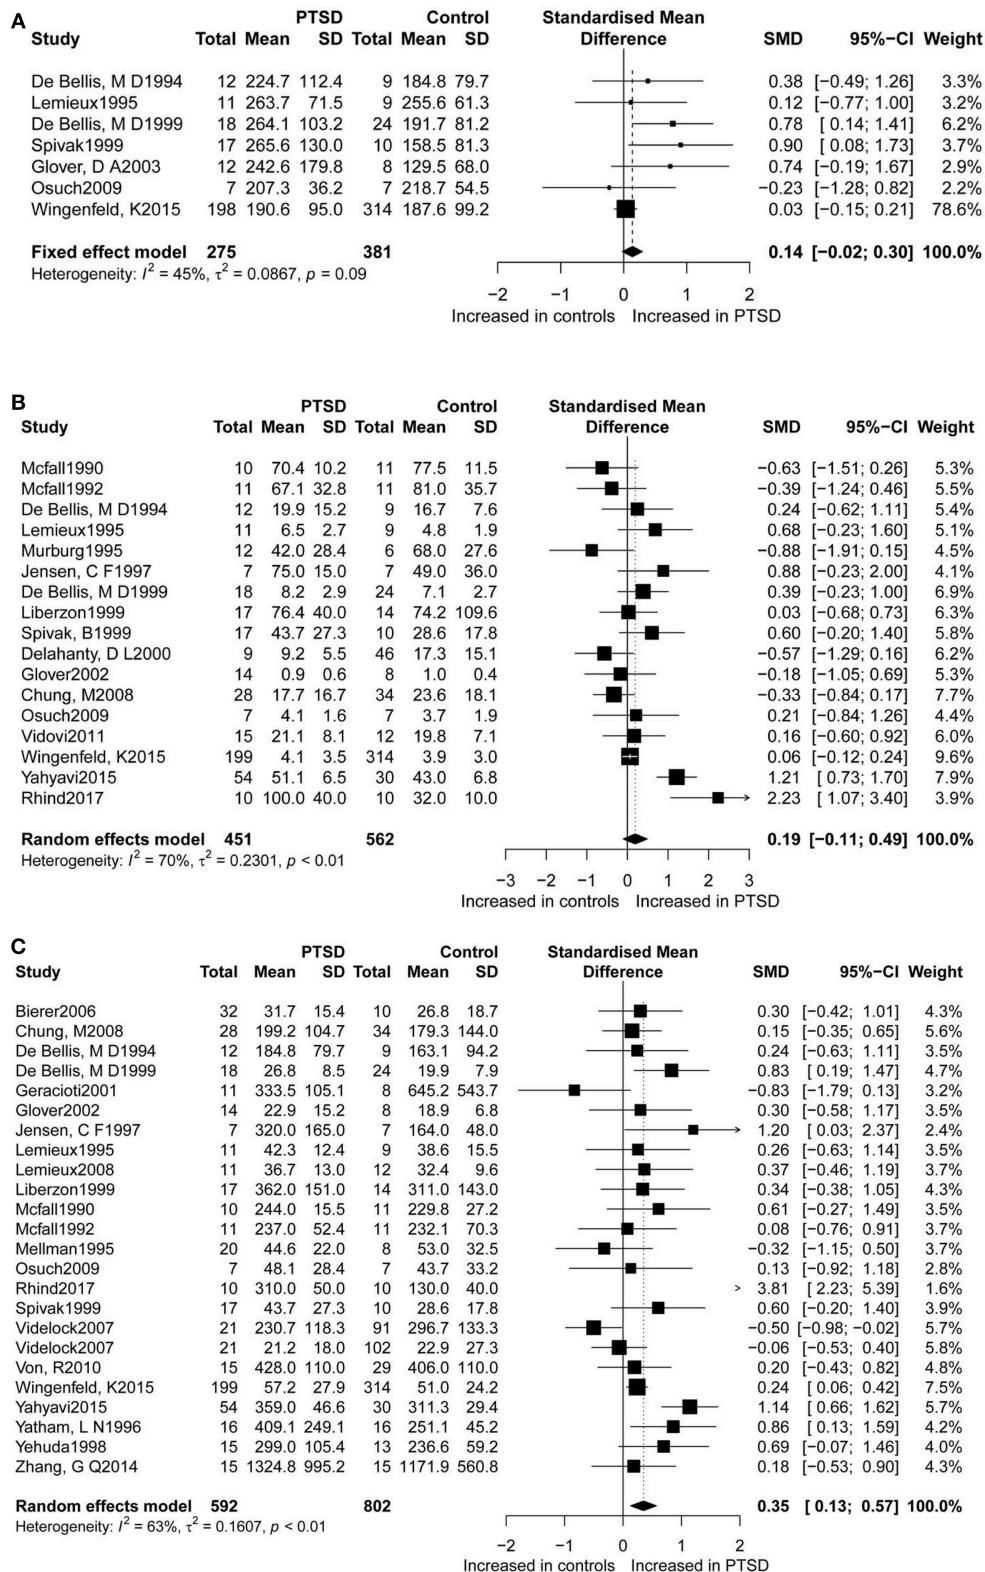 A
PTSD Control Standardised Mean
Study Total Mean SD Total Mean SD Difference SMD 95%−CI Weight
De Bellis, M D1994 12 224.7 112.4 9 184.8 79.7 0.38 [−0.49; 1.26] 3.3%
Lemieux1995 11 263.7 71.5 9 255.6 61.3 0.12 [−0.77; 1.00] 3.2%
De Bellis, M D1999 18 264.1 103.2 24 191.7 81.2 0.78 [ 0.14; 1.41] 6.2%
Spivak1999 17 265.6 130.0 10 158.5 81.3 0.90 [ 0.08; 1.73] 3.7%
Glover, D A2003 12 242.6 179.8 8 129.5 68.0 0.74 [−0.19; 1.67] 2.9%
Osuch2009 7 207.3 36.2 7 218.7 54.5 −0.23 [−1.28; 0.82] 2.2%
Wingenfeld, K2015 198 190.6 95.0 314 187.6 99.2 0.03 [−0.15; 0.21] 78.6%
Fixed effect model 275 381 0.14 [−0.02; 0.30] 100.0%
Heterogeneity: I² = 45%, τ² = 0.0867, p = 0.09
−2 −1 0 1 2
Increased in controls Increased in PTSD
B
PTSD Control Standardised Mean
Study Total Mean SD Total Mean SD Difference SMD 95%−CI Weight
Mcfall1990 10 70.4 10.2 11 77.5 11.5 −0.63 [−1.51; 0.26] 5.3%
Mcfall1992 11 67.1 32.8 11 81.0 35.7 −0.39 [−1.24; 0.46] 5.5%
De Bellis, M D1994 12 19.9 15.2 9 16.7 7.6 0.24 [−0.62; 1.11] 5.4%
Lemieux1995 11 6.5 2.7 9 4.8 1.9 0.68 [−0.23; 1.60] 5.1%
Murburg1995 12 42.0 28.4 6 68.0 27.6 −0.88 [−1.91; 0.15] 4.5%
Jensen, C F1997 7 75.0 15.0 7 49.0 36.0 0.88 [−0.23; 2.00] 4.1%
De Bellis, M D1999 18 8.2 2.9 24 7.1 2.7 0.39 [−0.23; 1.00] 6.9%
Liberzon1999 17 76.4 40.0 14 74.2 109.6 0.03 [−0.68; 0.73] 6.3%
Spivak, B1999 17 43.7 27.3 10 28.6 17.8 0.60 [−0.20; 1.40] 5.8%
Delahanty, D L2000 9 9.2 5.5 46 17.3 15.1 −0.57 [−1.29; 0.16] 6.2%
Glover2002 14 0.9 0.6 8 1.0 0.4 −0.18 [−1.05; 0.69] 5.3%
Chung, M2008 28 17.7 16.7 34 23.6 18.1 −0.33 [−0.84; 0.17] 7.7%
Osuch2009 7 4.1 1.6 7 3.7 1.9 0.21 [−0.84; 1.26] 4.4%
Vidovi2011 15 21.1 8.1 12 19.8 7.1 0.16 [−0.60; 0.92] 6.0%
Wingenfeld, K2015 199 4.1 3.5 314 3.9 3.0 0.06 [−0.12; 0.24] 9.6%
Yahyavi2015 54 51.1 6.5 30 43.0 6.8 1.21 [ 0.73; 1.70] 7.9%
Rhind2017 10 100.0 40.0 10 32.0 10.0 2.23 [ 1.07; 3.40] 3.9%
Random effects model 451 562 0.19 [−0.11; 0.49] 100.0%
Heterogeneity: I² = 70%, τ² = 0.2301, p < 0.01
−3 −2 −1 0 1 2 3
Increased in controls Increased in PTSD
C
PTSD Control Standardised Mean
Study Total Mean SD Total Mean SD Difference SMD 95%−CI Weight
Bierer2006 32 31.7 15.4 10 26.8 18.7 0.30 [−0.42; 1.01] 4.3%
Chung, M2008 28 199.2 104.7 34 179.3 144.0 0.15 [−0.35; 0.65] 5.6%
De Bellis, M D1994 12 184.8 79.7 9 163.1 94.2 0.24 [−0.63; 1.11] 3.5%
De Bellis, M D1999 18 26.8 8.5 24 19.9 7.9 0.83 [ 0.19; 1.47] 4.7%
Geracioti2001 11 333.5 105.1 8 645.2 543.7 −0.83 [−1.79; 0.13] 3.2%
Glover2002 14 22.9 15.2 8 18.9 6.8 0.30 [−0.58; 1.17] 3.5%
Jensen, C F1997 7 320.0 165.0 7 164.0 48.0 1.20 [ 0.03; 2.37] 2.4%
Lemieux1995 11 42.3 12.4 9 38.6 15.5 0.26 [−0.63; 1.14] 3.5%
Lemieux2008 11 36.7 13.0 12 32.4 9.6 0.37 [−0.46; 1.19] 3.7%
Liberzon1999 17 362.0 151.0 14 311.0 143.0 0.34 [−0.38; 1.05] 4.3%
Mcfall1990 10 244.0 15.5 11 229.8 27.2 0.61 [−0.27; 1.49] 3.5%
Mcfall1992 11 237.0 52.4 11 232.1 70.3 0.08 [−0.76; 0.91] 3.7%
Mellman1995 20 44.6 22.0 8 53.0 32.5 −0.32 [−1.15; 0.50] 3.7%
Osuch2009 7 48.1 28.4 7 43.7 33.2 0.13 [−0.92; 1.18] 2.8%
Rhind2017 10 310.0 50.0 10 130.0 40.0 3.81 [ 2.23; 5.39] 1.6%
Spivak1999 17 43.7 27.3 10 28.6 17.8 0.60 [−0.20; 1.40] 3.9%
Videlock2007 21 230.7 118.3 91 296.7 133.3 −0.50 [−0.98; −0.02] 5.7%
Videlock2007 21 21.2 18.0 102 22.9 27.3 −0.06 [−0.53; 0.40] 5.8%
Von, R2010 15 428.0 110.0 29 406.0 110.0 0.20 [−0.43; 0.82] 4.8%
Wingenfeld, K2015 199 57.2 27.9 314 51.0 24.2 0.24 [ 0.06; 0.42] 7.5%
Yahyavi2015 54 359.0 46.6 30 311.3 29.4 1.14 [ 0.66; 1.62] 5.7%
Yatham, L N1996 16 409.1 249.1 16 251.1 45.2 0.86 [ 0.13; 1.59] 4.2%
Yehuda1998 15 299.0 105.4 13 236.6 59.2 0.69 [−0.07; 1.46] 4.0%
Zhang, G Q2014 15 1324.8 995.2 15 1171.9 560.8 0.18 [−0.53; 0.90] 4.3%
Random effects model 592 802 0.35 [ 0.13; 0.57] 100.0%
Heterogeneity: I² = 63%, τ² = 0.1607, p < 0.01
−2 −1 0 1 2
Increased in controls Increased in PTSD